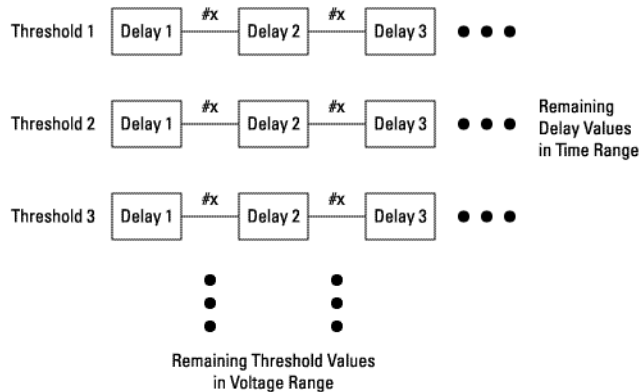 #x #x
Threshold 1 Delay 1 Delay 2 Delay 3
#x #x
Threshold 2 Delay 1 Delay 2 Delay 3
Remaining
Delay Values
in Time Range
#x #x
Threshold 3 Delay 1 Delay 2 Delay 3
Remaining Threshold Values
in Voltage Range